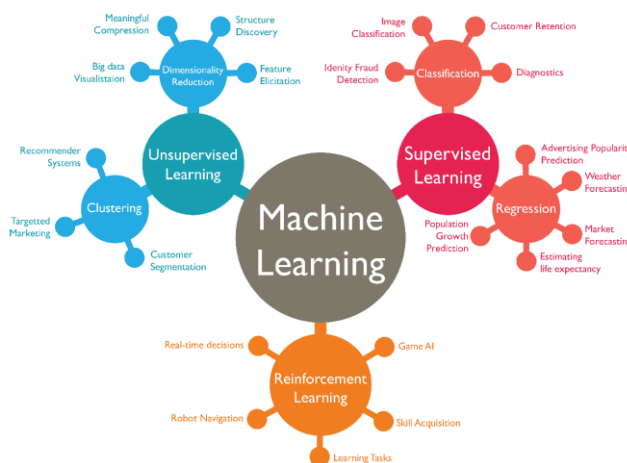 Meaningful
Compression
Structure
Discovery
Big data
Visualistaion
Dimensionality
Reduction
Feature
Elicitation
Image
Classification
Customer Retention
Idenity Fraud
Detection
Classification
Diagnostics
Recommender
Systems
Unsupervised
Learning
Supervised
Learning
Advertising Popularit
Prediction
Weather
Forecastin
Clustering
Regression
Targetted
Marketing
Customer
Segmentation
Machine
Learning
Population
Growth
Prediction
Market
Forecastin
Estimating
life expectancy
Real-time decisions
Game AI
Reinforcement
Learning
Robot Navigation
Skill Acquisition
Learning Tasks